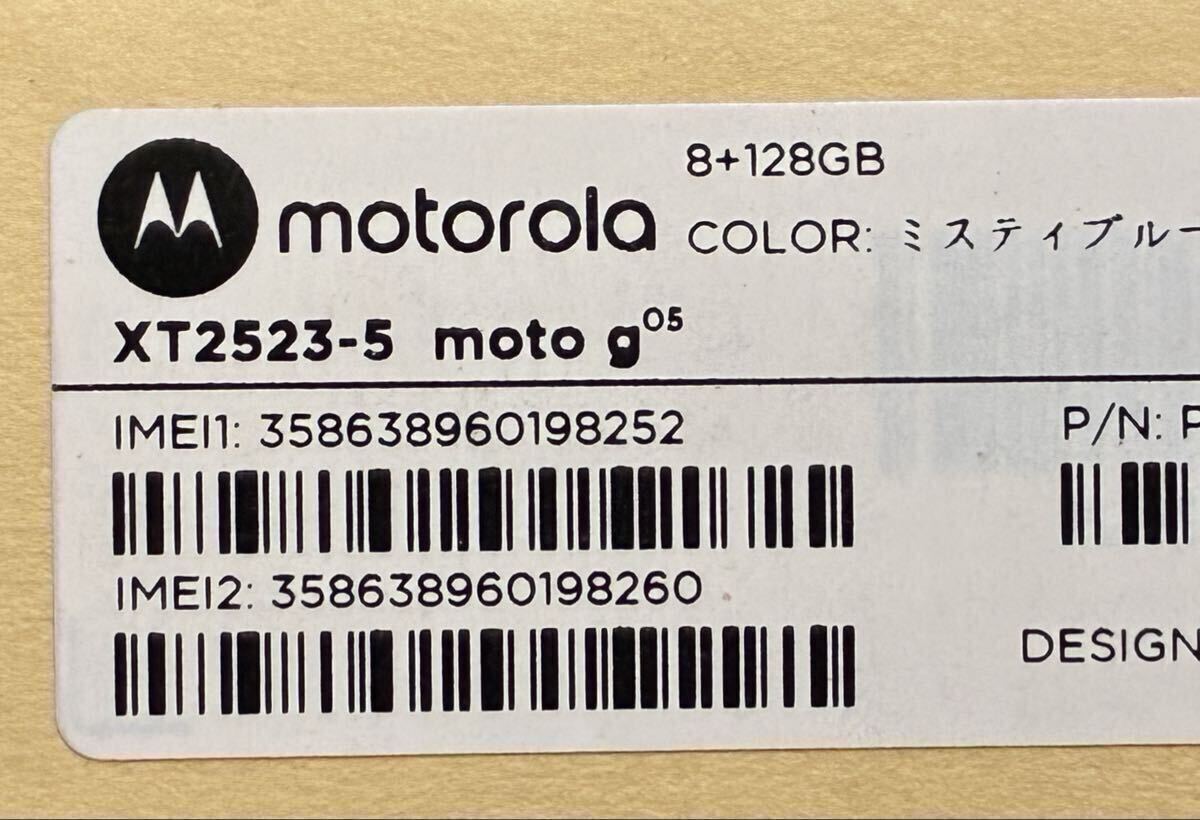 motorola
8+128GB
COLOR: ミスティブルー
XT2523-5 moto g05
IMEI1: 358638960198252
P/N: P
IMEI2: 358638960198260
DESIGN